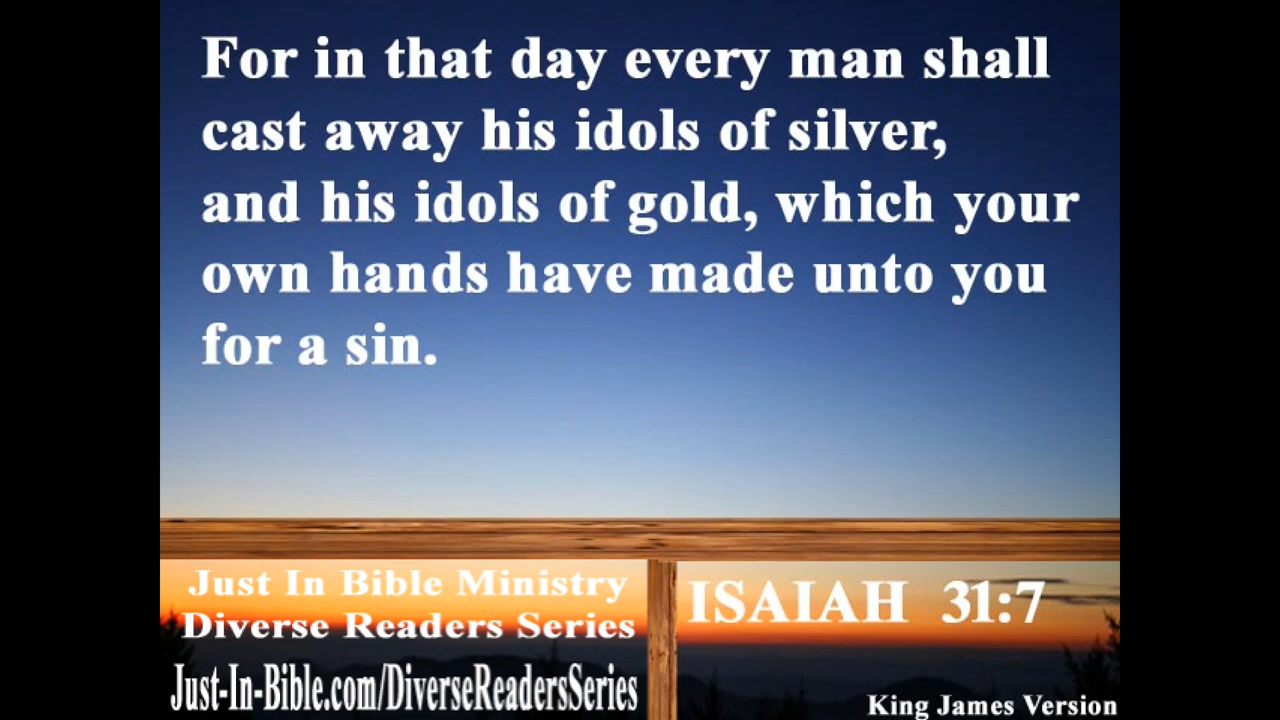 For in that day every man shall
cast away his idols of silver,
and his idols of gold, which your
own hands have made unto you
for a sin.
Just In Bible Ministry
Diverse Readers Series
Just-In-Bible.com/DiverseReadersSeries
ISAIAH 31:7
King James Version